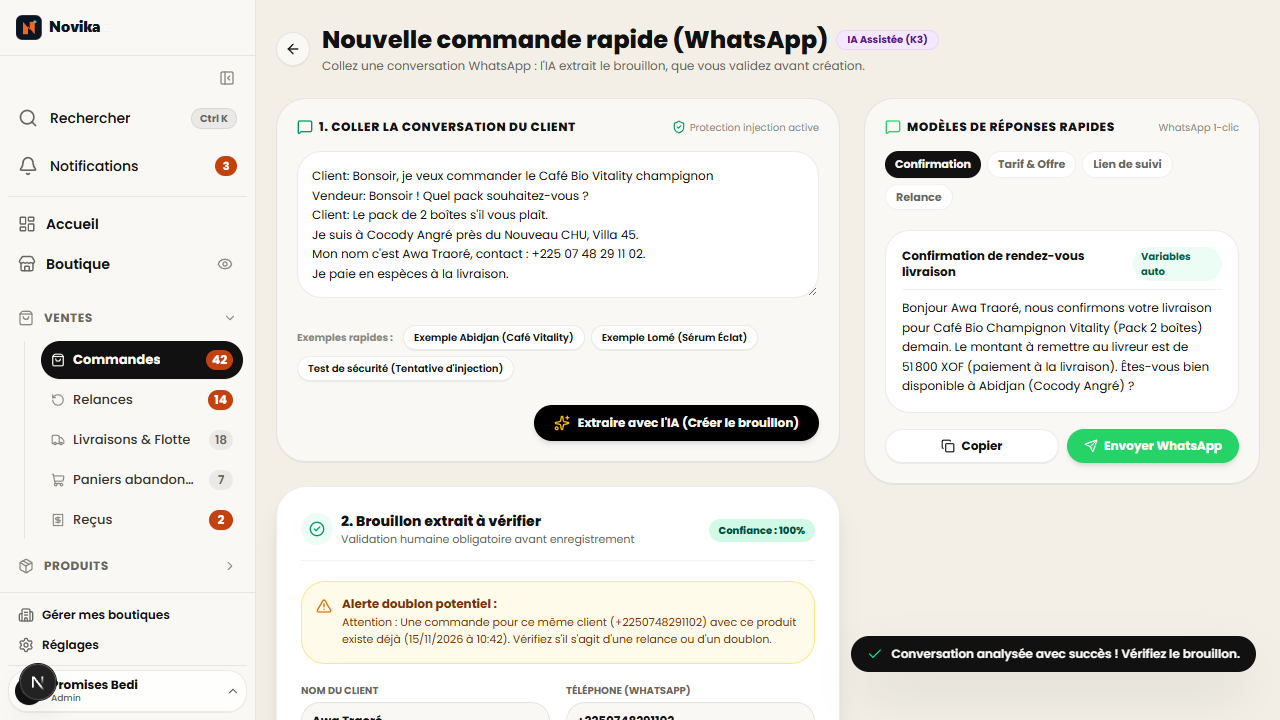 Novika
Rechercher
Ctrl K
Notifications
3
Accueil
Boutique
VENTES
Commandes
42
Relances
14
Livraisons & Flotte
18
Paniers abandon...
7
Reçus
2
PRODUITS
Gérer mes boutiques
Réglages
N
Promises Bedi
Admin
Nouvelle commande rapide (WhatsApp)
IA Assistée (K3)
Collez une conversation WhatsApp : l'IA extrait le brouillon, que vous validez avant création.
1. COLLER LA CONVERSATION DU CLIENT
Protection injection active
Client: Bonsoir, je veux commander le Café Bio Vitality champignon
Vendeur: Bonsoir ! Quel pack souhaitez-vous ?
Client: Le pack de 2 boîtes s'il vous plaît.
Je suis à Cocody Angré près du Nouveau CHU, Villa 45.
Mon nom c'est Awa Traoré, contact : +225 07 48 29 11 02.
Je paie en espèces à la livraison.
Exemples rapides :
Exemple Abidjan (Café Vitality)
Exemple Lomé (Sérum Éclat)
Test de sécurité (Tentative d'injection)
Extraire avec l'IA (Créer le brouillon)
2. Brouillon extrait à vérifier
Validation humaine obligatoire avant enregistrement
Confiance : 100%
Alerte doublon potentiel :
Attention : Une commande pour ce même client (+2250748291102) avec ce produit
existe déjà (15/11/2026 à 10:42). Vérifiez s'il s'agit d'une relance ou d'un doublon.
NOM DU CLIENT
TÉLÉPHONE (WHATSAPP)
Awa Traoré
+2250748291102
MODÈLES DE RÉPONSES RAPIDES
WhatsApp 1-clic
Confirmation
Tarif & Offre
Lien de suivi
Relance
Confirmation de rendez-vous
livraison
Variables
auto
Bonjour Awa Traoré, nous confirmons votre livraison
pour Café Bio Champignon Vitality (Pack 2 boîtes)
demain. Le montant à remettre au livreur est de
51 800 XOF (paiement à la livraison). Êtes-vous bien
disponible à Abidjan (Cocody Angré) ?
Copier
Envoyer WhatsApp
Conversation analysée avec succès ! Vérifiez le brouillon.